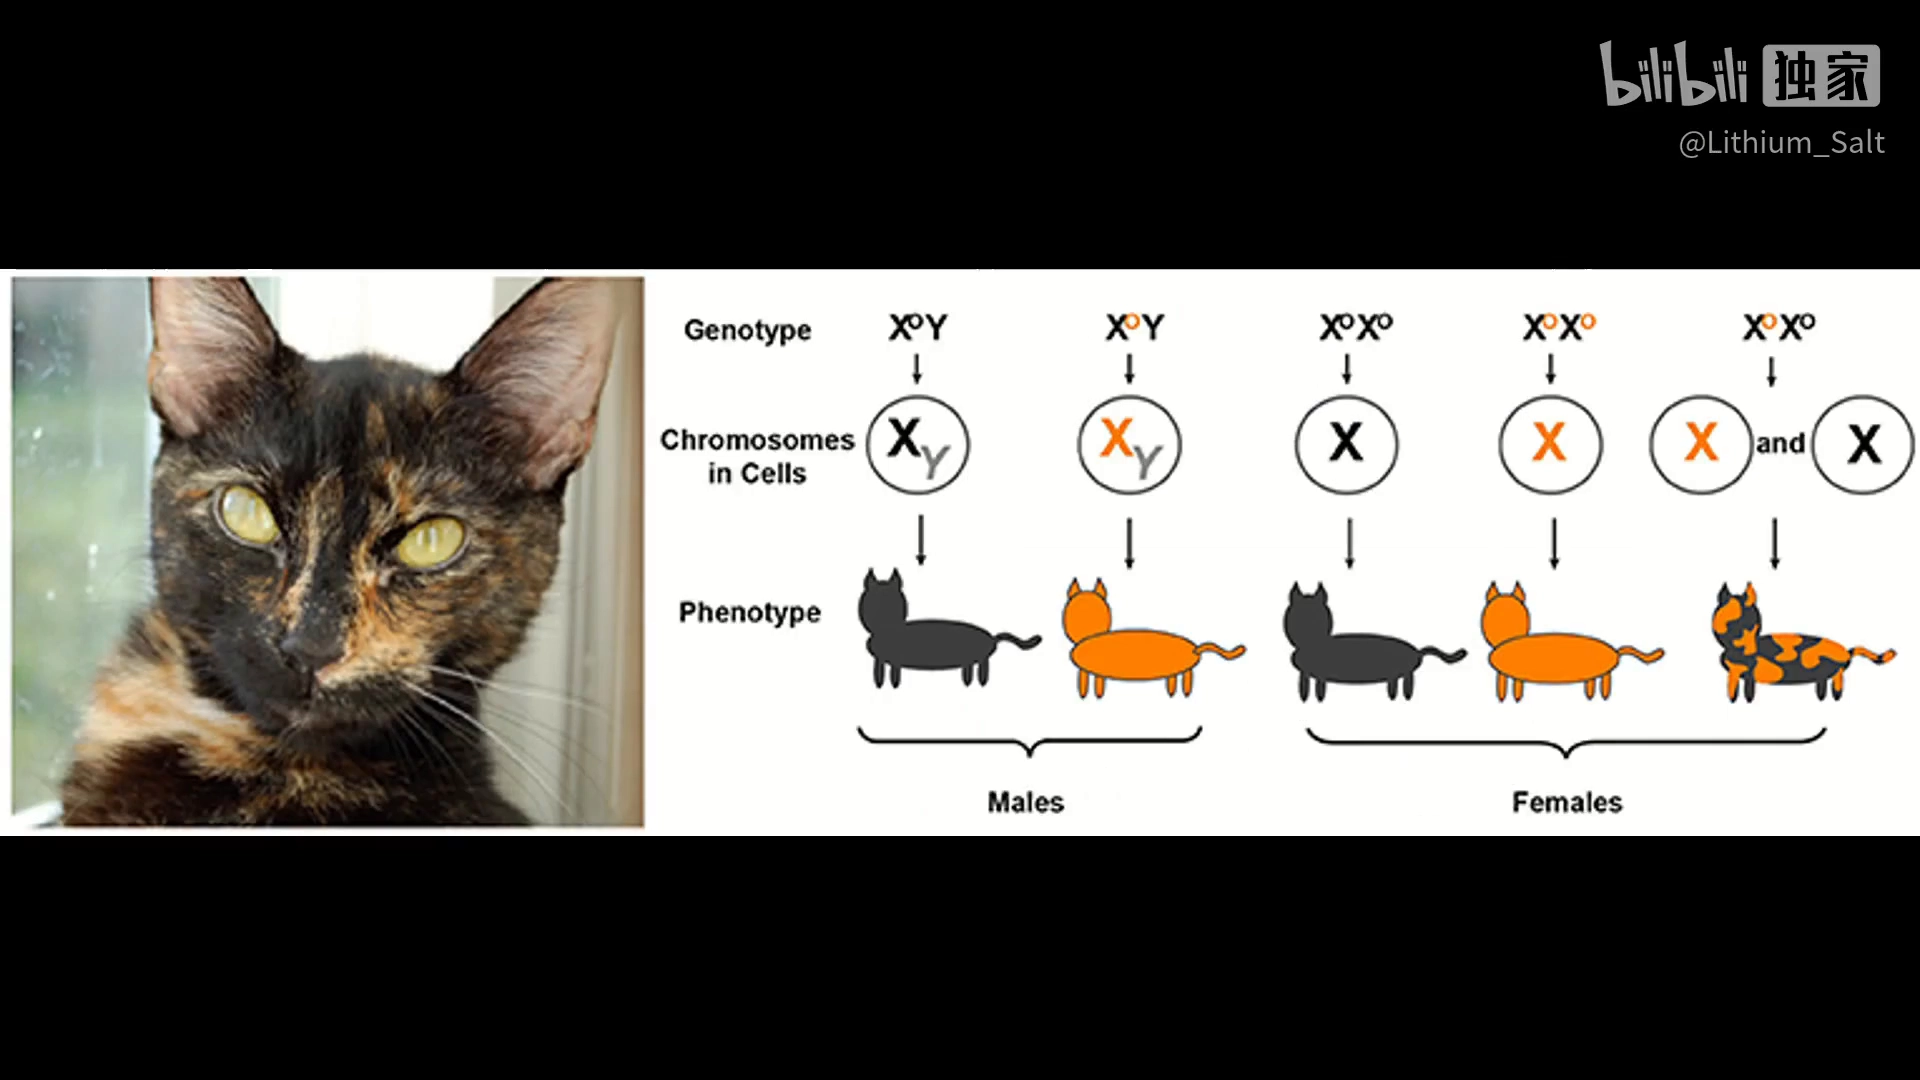 bilibili 独家
@Lithium_Salt
Genotype XᴼY XᴼY XᴼXᴼ XᴼXᴼ XᴼXᴼ
Chromosomes
in Cells
X Y X Y X X X and X
Phenotype
Males Females